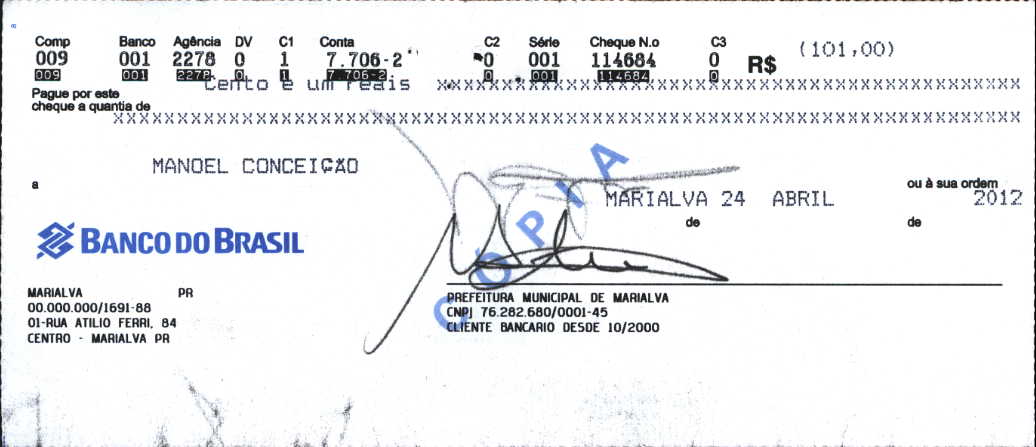 Comp Banco Agência DV C1 Conta C2 Série Cheque N.o C3
009 001 2278 0 1 7.706-2 0 001 114684 0 R$ (101,00)
009 001 2278 0 1 7.706-2 0 001 114684 0
Pague por este cheque a quantia de
Cento e um reais xxxxxxxxxxxxxxxxxxxxxxxxxxxxxxxxxxxxxxxxxxxxxxxxxxxxxx
xxxxxxxxxxxxxxxxxxxxxxxxxxxxxxxxxxxxxxxxxxxxxxxxxxxxxxxxxxxxxxxxxxxxxxxxxxxxxxxxxxxx
MANOEL CONCEIÇÃO
a ou à sua ordem
MARIALVA 24 ABRIL 2012
de de
CÓPIA
BANCO DO BRASIL
MARIALVA PR
00.000.000/1691-88
01-RUA ATILIO FERRI, 84
CENTRO - MARIALVA PR
PREFEITURA MUNICIPAL DE MARIALVA
CNPJ 76.282.680/0001-45
CLIENTE BANCARIO DESDE 10/2000